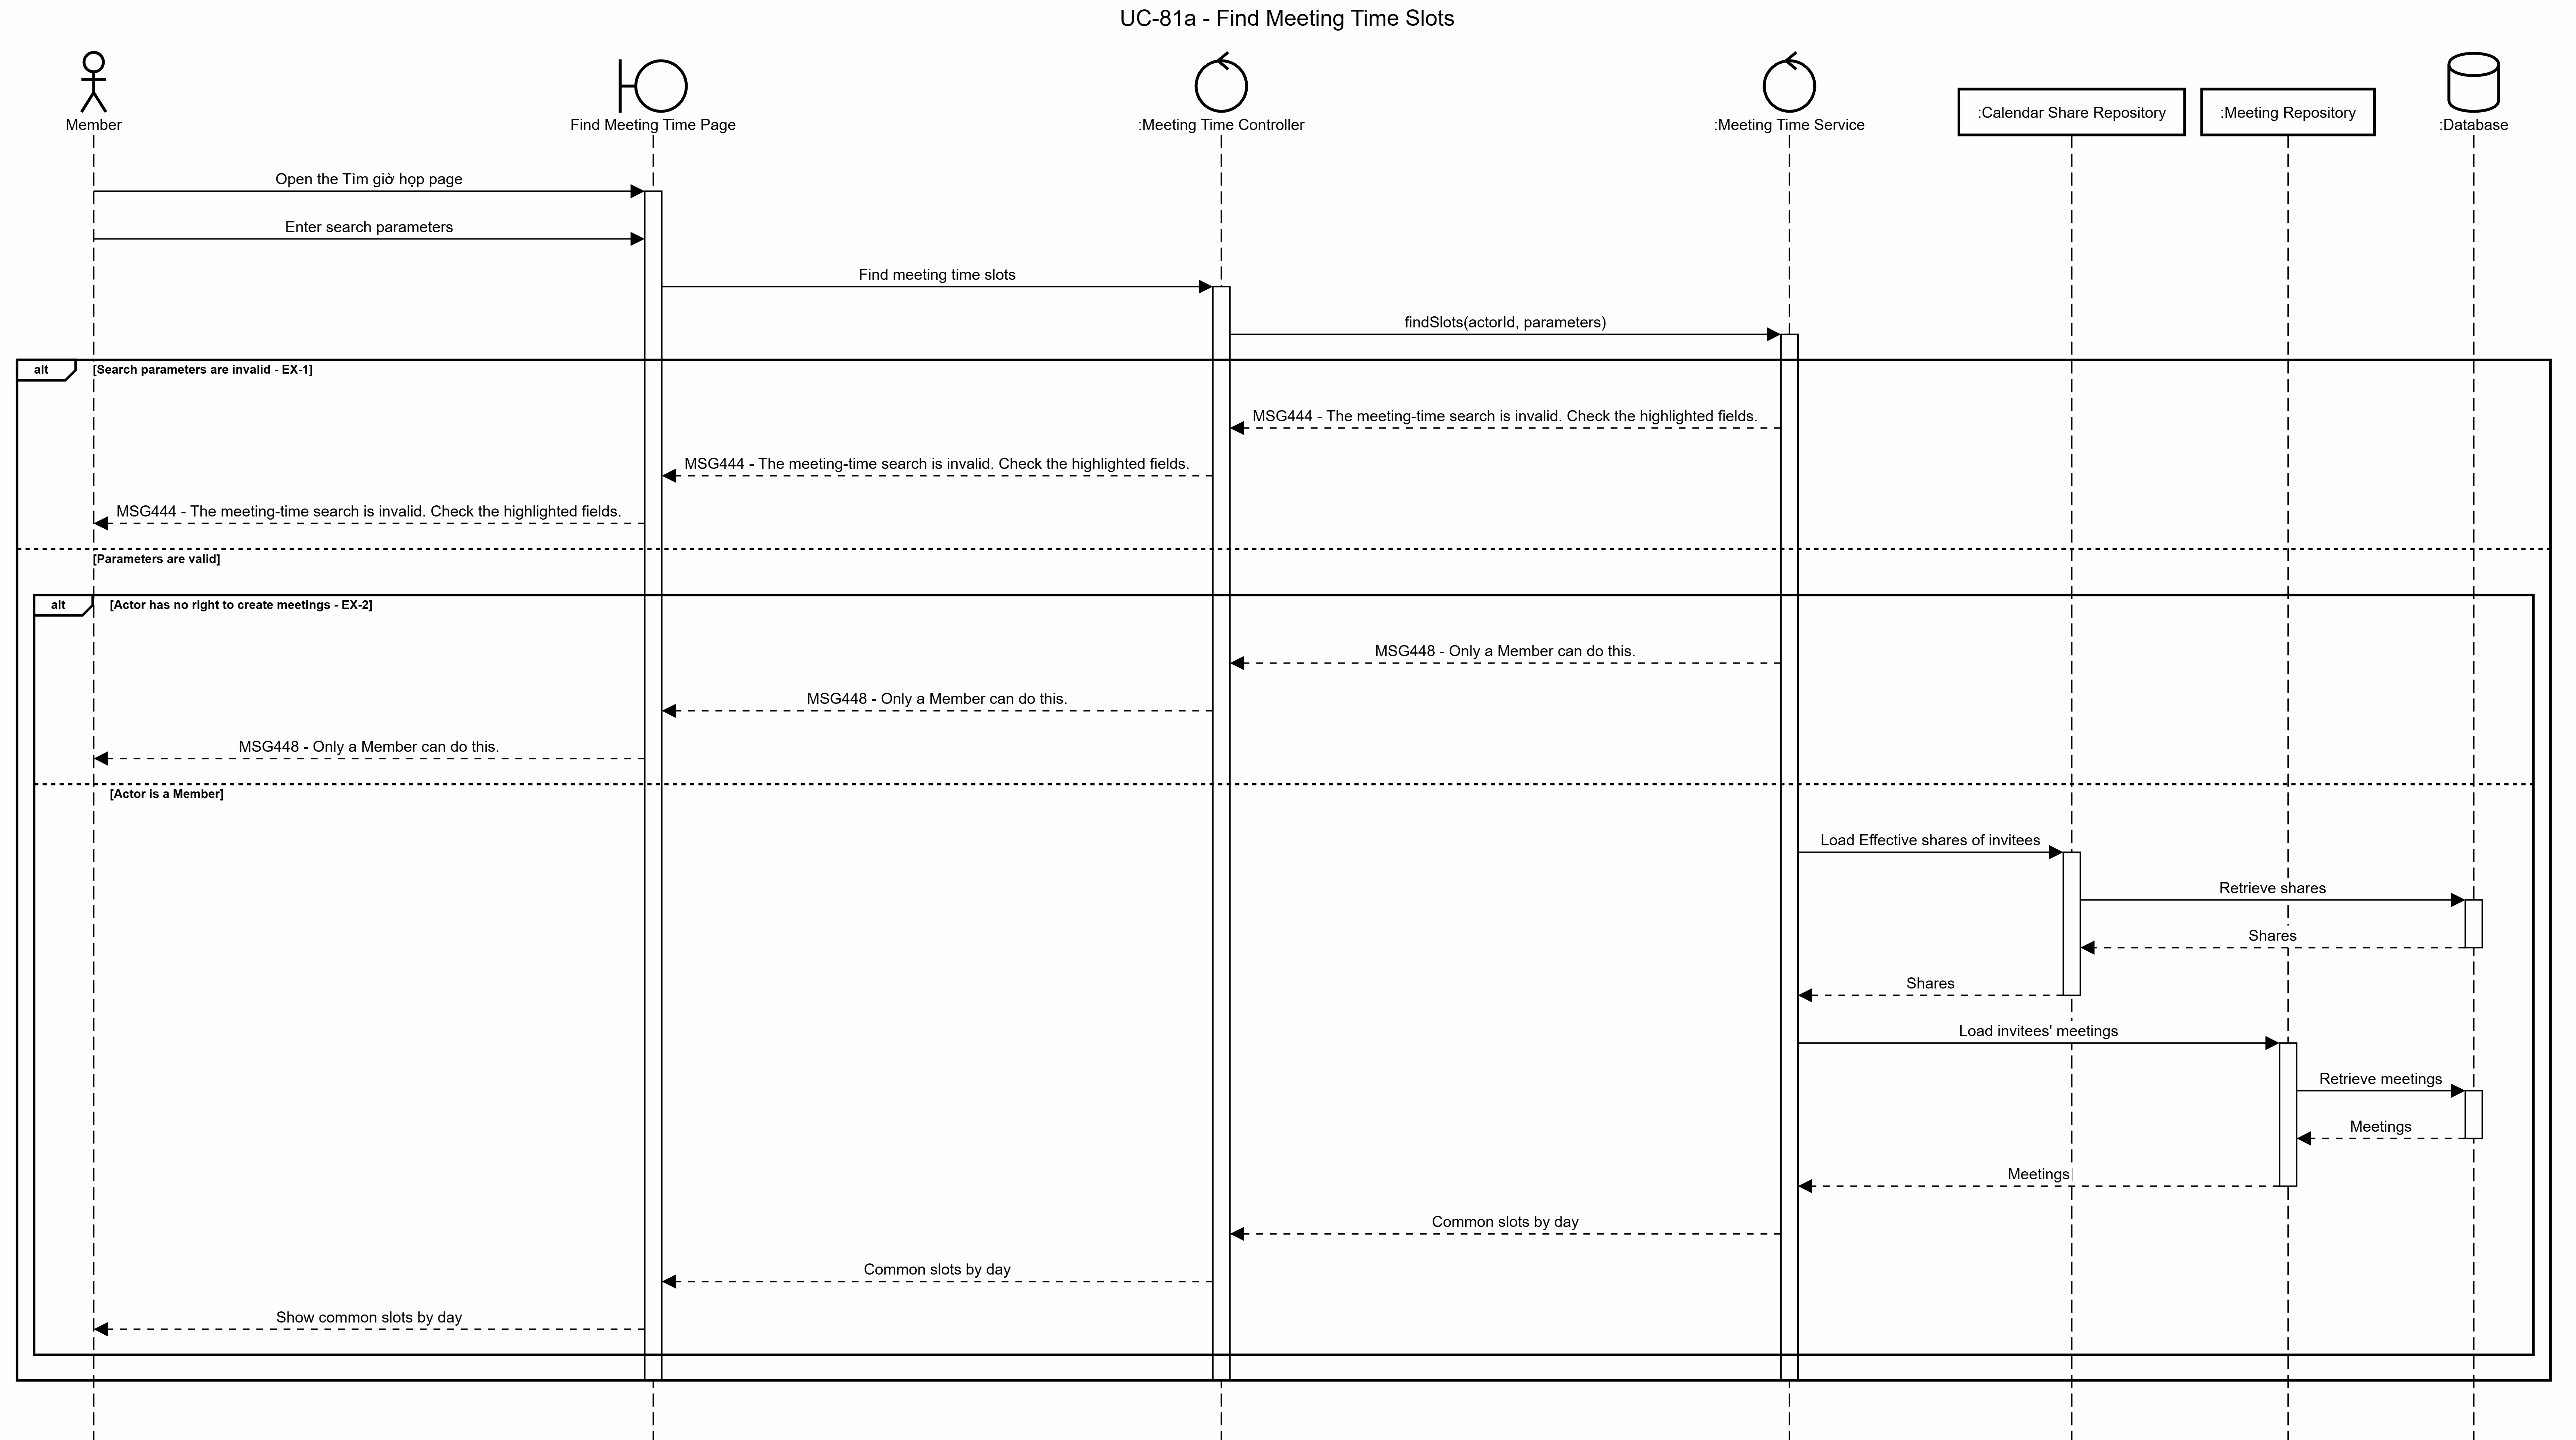 UC-81a - Find Meeting Time Slots
Member
Find Meeting Time Page
:Meeting Time Controller
:Meeting Time Service
:Calendar Share Repository
:Meeting Repository
:Database
Open the Tìm giờ họp page
Enter search parameters
Find meeting time slots
findSlots(actorId, parameters)
alt
[Search parameters are invalid - EX-1]
MSG444 - The meeting-time search is invalid. Check the highlighted fields.
MSG444 - The meeting-time search is invalid. Check the highlighted fields.
MSG444 - The meeting-time search is invalid. Check the highlighted fields.
[Parameters are valid]
alt
[Actor has no right to create meetings - EX-2]
MSG448 - Only a Member can do this.
MSG448 - Only a Member can do this.
MSG448 - Only a Member can do this.
[Actor is a Member]
Load Effective shares of invitees
Retrieve shares
Shares
Shares
Load invitees' meetings
Retrieve meetings
Meetings
Meetings
Common slots by day
Common slots by day
Show common slots by day